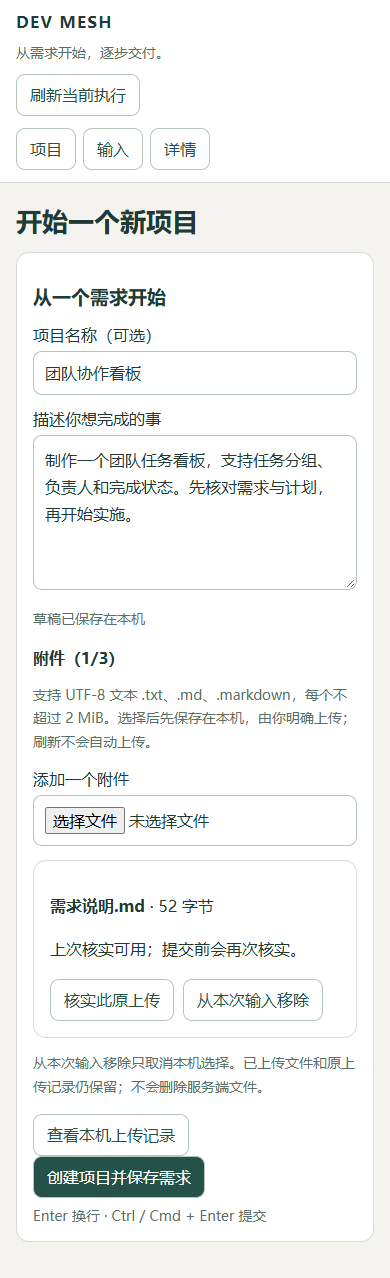 DEV MESH
从需求开始，逐步交付。
刷新当前执行
项目 输入 详情
开始一个新项目
从一个需求开始
项目名称（可选）
团队协作看板
描述你想完成的事
制作一个团队任务看板，支持任务分组、
负责人和完成状态。先核对需求与计划，
再开始实施。
草稿已保存在本机
附件（1/3）
支持 UTF-8 文本 .txt、.md、.markdown，每个不
超过 2 MiB。选择后先保存在本机，由你明确上传；
刷新不会自动上传。
添加一个附件
选择文件 未选择文件
需求说明.md · 52 字节
上次核实可用；提交前会再次核实。
核实此原上传 从本次输入移除
从本次输入移除只取消本机选择。已上传文件和原上
传记录仍保留；不会删除服务端文件。
查看本机上传记录
创建项目并保存需求
Enter 换行 · Ctrl / Cmd + Enter 提交